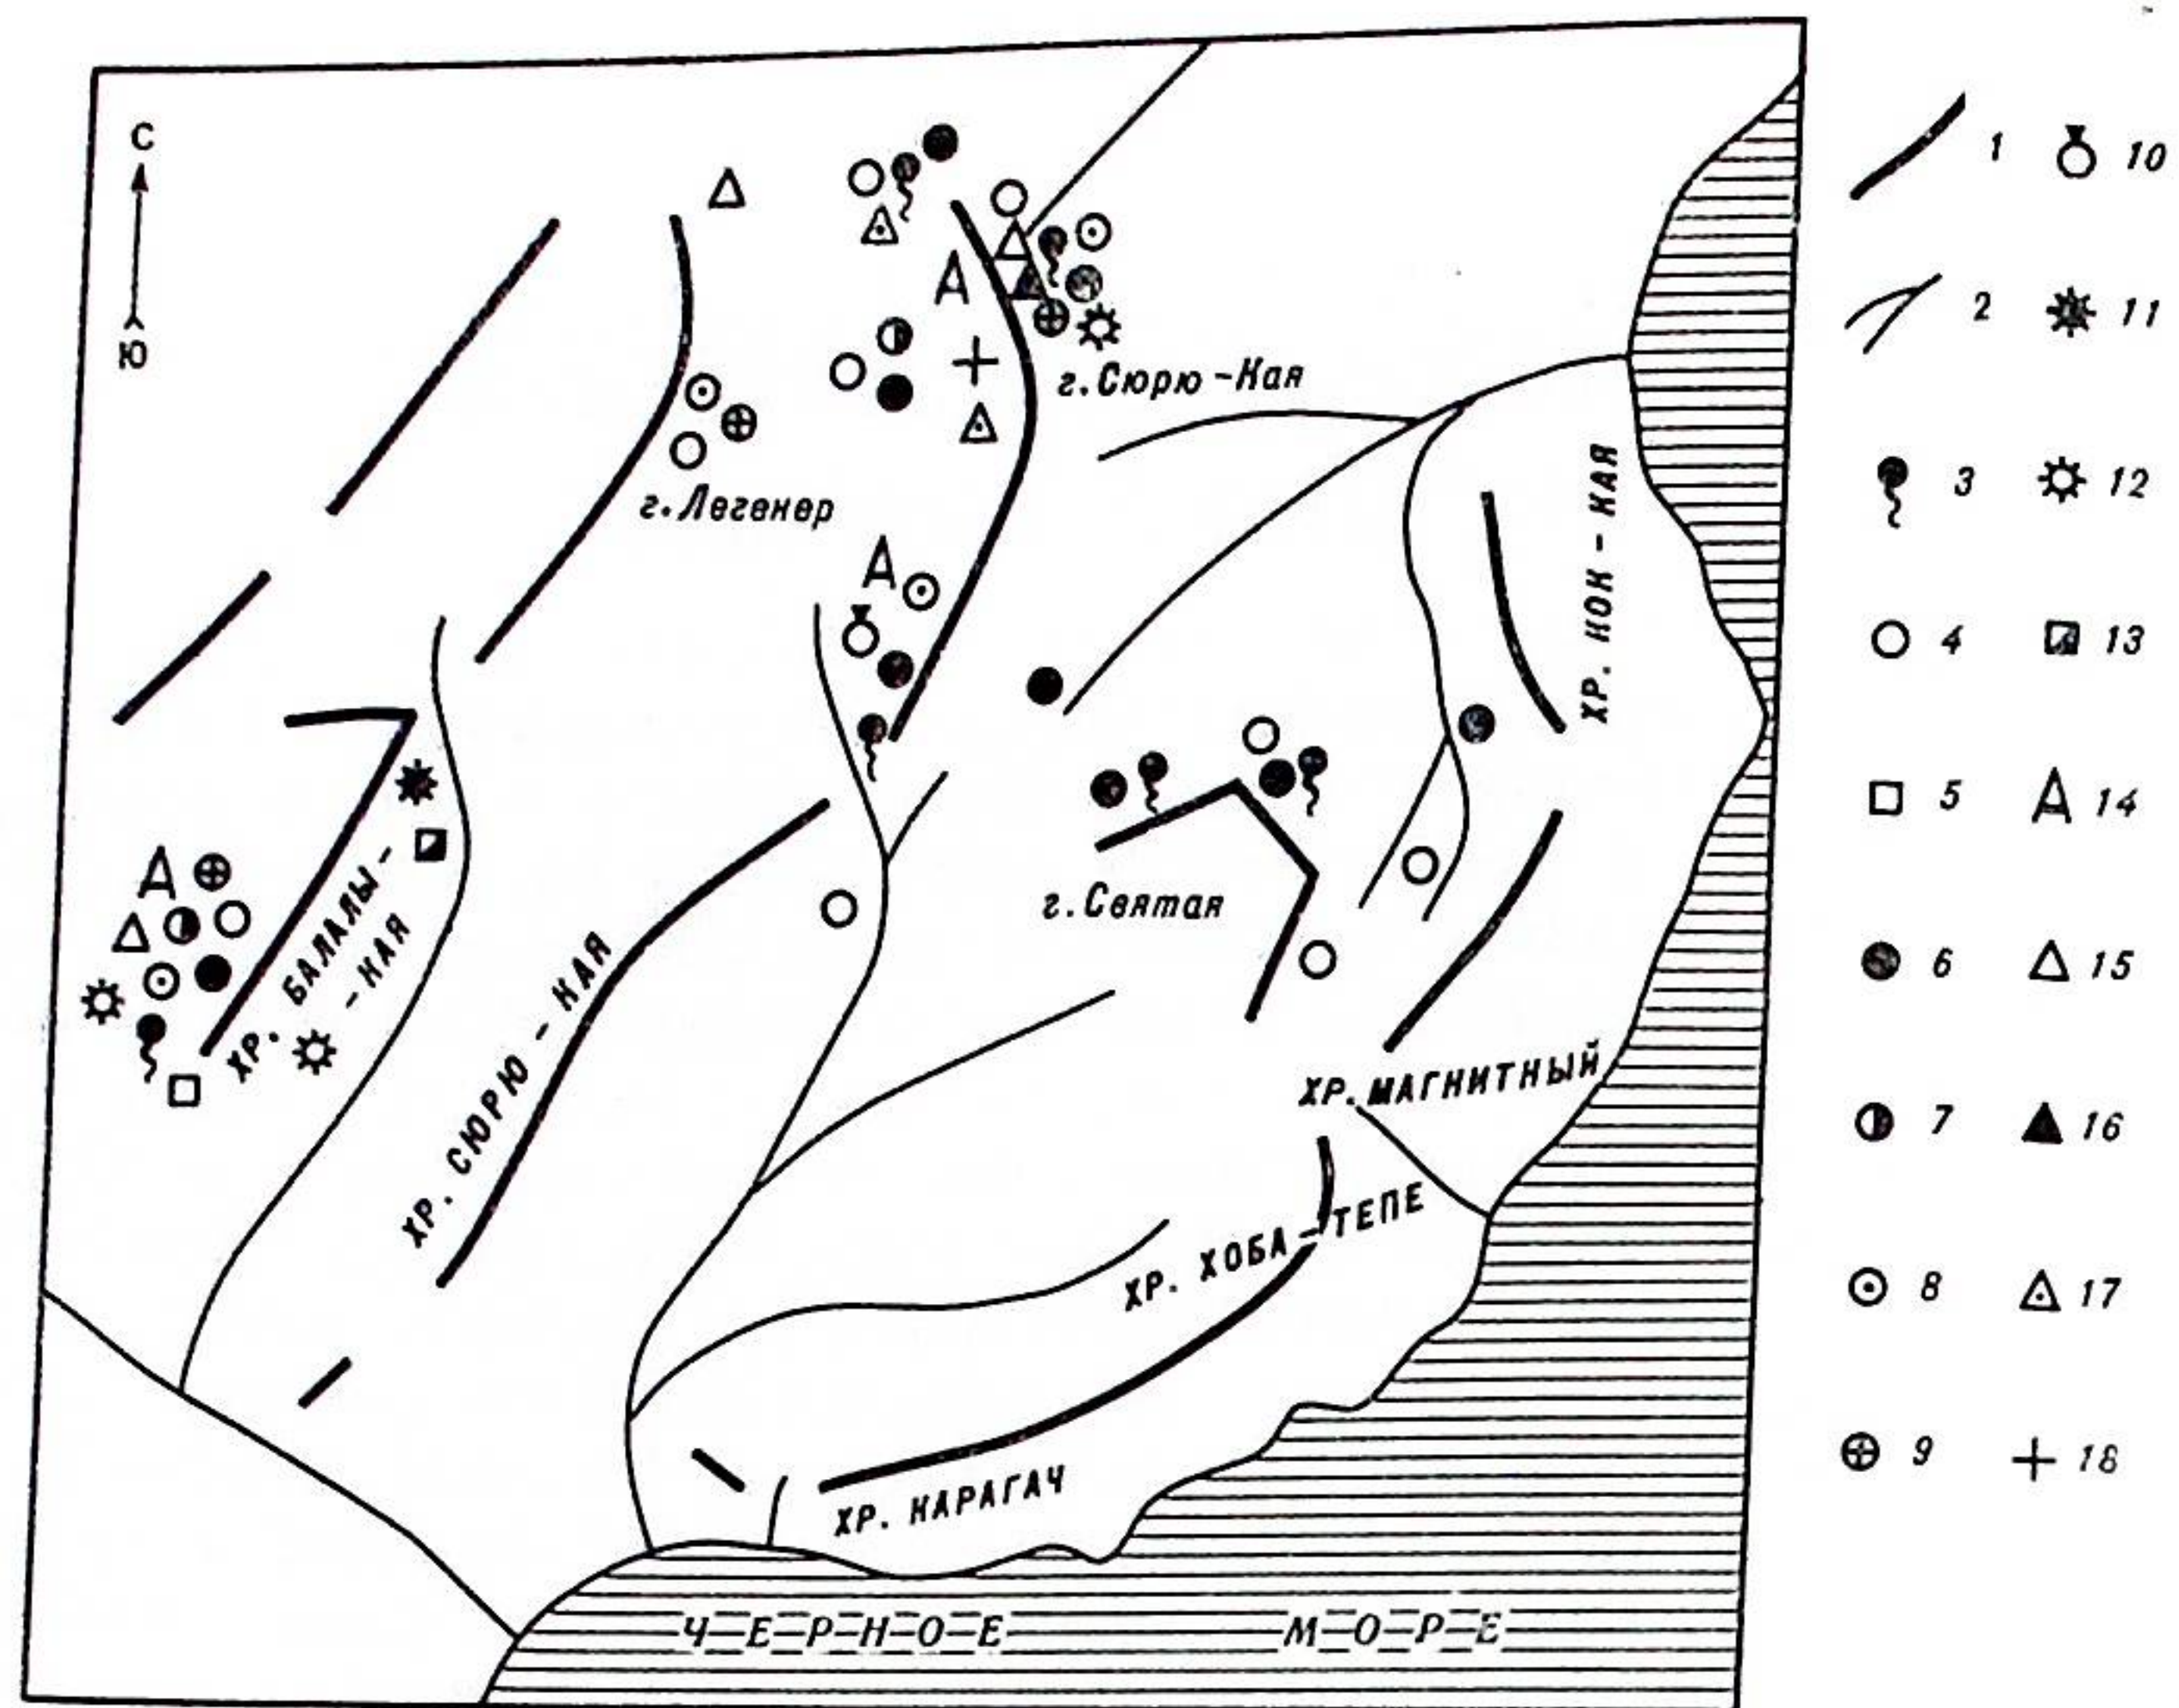 С
Ю
г. Сюрю-Кая
г. Легенер
ХР. КОК-КАЯ
ХР. БАЛАЛЫ-
-КАЯ
г. Святая
ХР. СЮРЮ-КАЯ
ХР. МАГНИТНЫЙ
ХР. ХОБА-ТЕПЕ
ХР. КАРАГАЧ
ЧЕРНОЕ МОРЕ
1 10
2 11
3 12
4 13
5 14
6 15
7 16
8 17
9 18